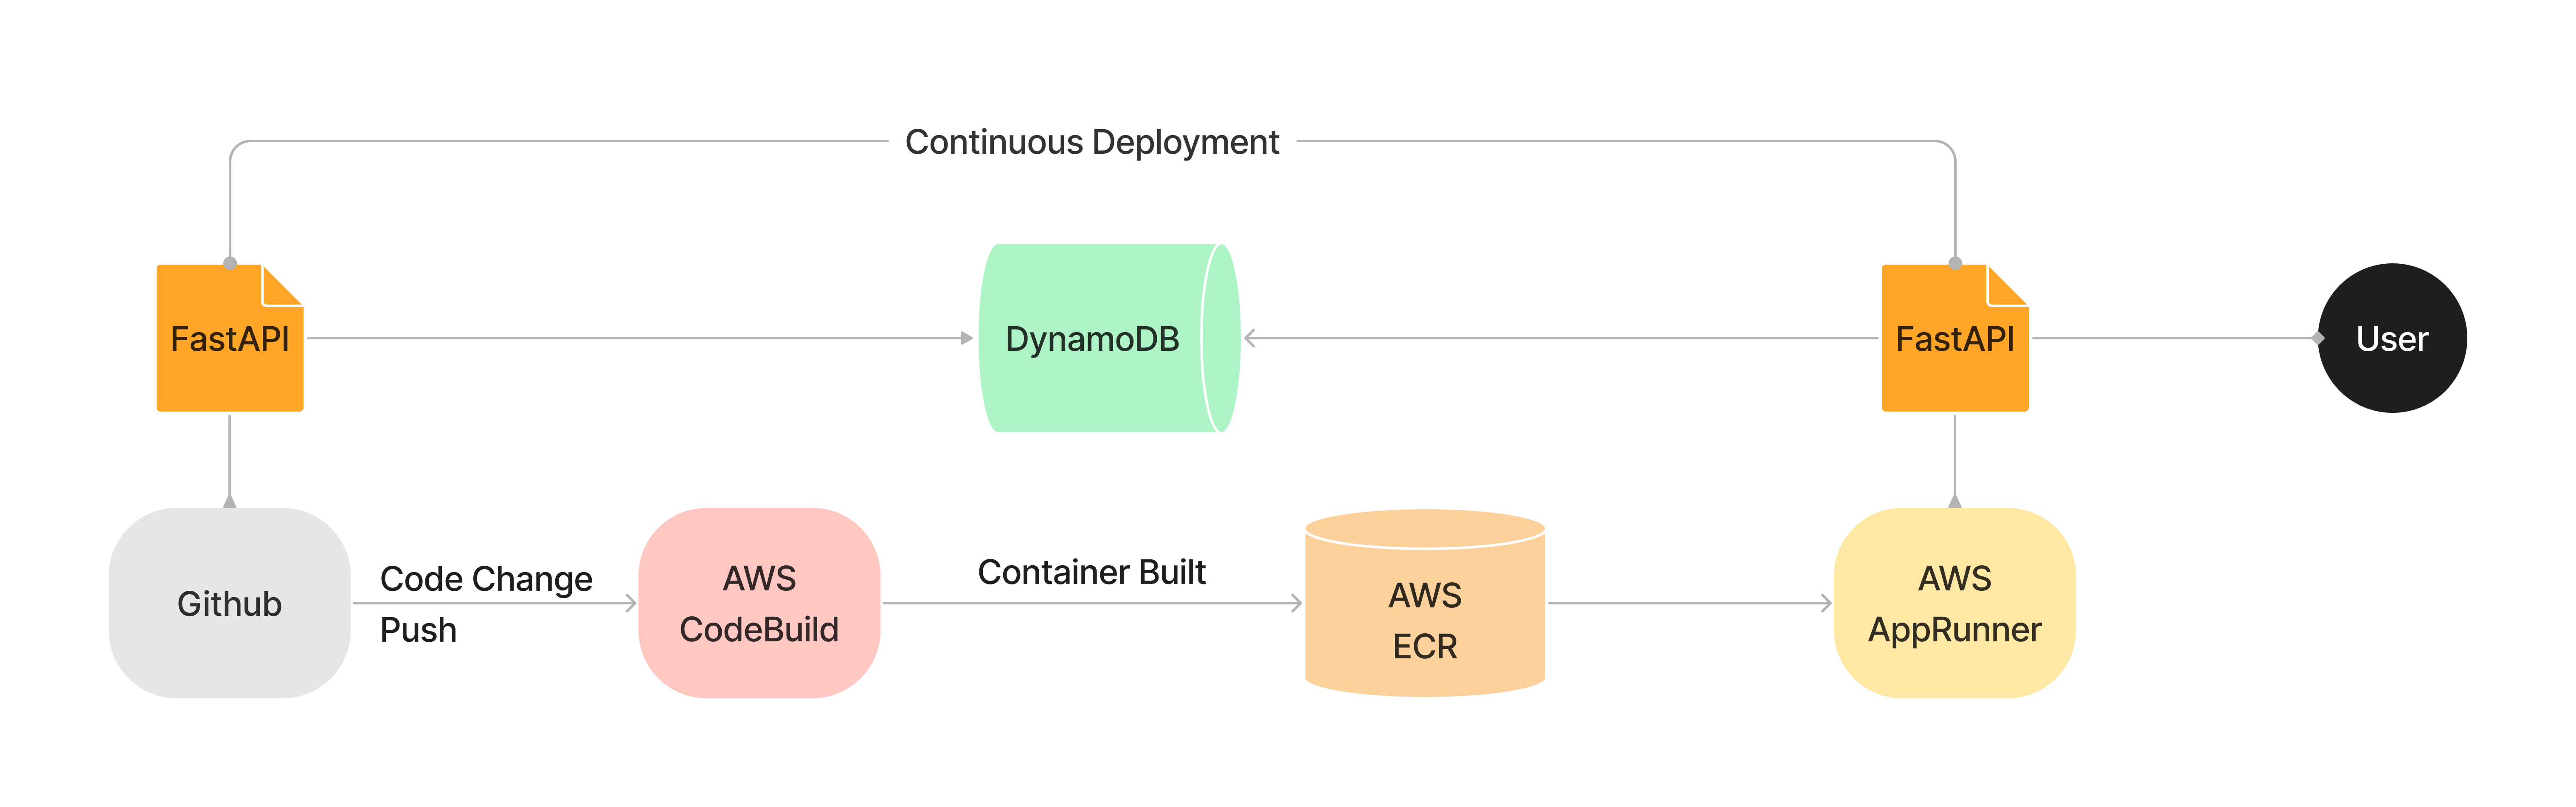 Continuous Deployment
FastAPI
DynamoDB
FastAPI
User
Github
Code Change
Push
AWS
CodeBuild
Container Built
AWS
ECR
AWS
AppRunner